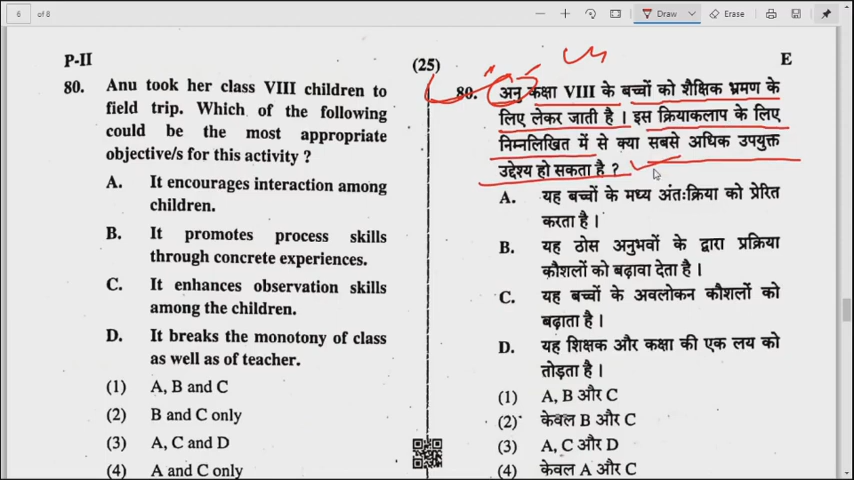 6 of 8
Draw
Erase
P-II
(25)
E
80. Anu took her class VIII children to
field trip. Which of the following
could be the most appropriate
objective/s for this activity ?
A. It encourages interaction among
children.
B. It promotes process skills
through concrete experiences.
C. It enhances observation skills
among the children.
D. It breaks the monotony of class
as well as of teacher.
(1) A, B and C
(2) B and C only
(3) A, C and D
(4) A and C only
80. अनु कक्षा VIII के बच्चों को शैक्षिक भ्रमण के
लिए लेकर जाती है । इस क्रियाकलाप के लिए
निम्नलिखित में से क्या सबसे अधिक उपयुक्त
उद्देश्य हो सकता है ?
A. यह बच्चों के मध्य अंतःक्रिया को प्रेरित
करता है ।
B. यह ठोस अनुभवों के द्वारा प्रक्रिया
कौशलों को बढ़ावा देता है ।
C. यह बच्चों के अवलोकन कौशलों को
बढ़ाता है ।
D. यह शिक्षक और कक्षा की एक लय को
तोड़ता है ।
(1) A, B और C
(2) केवल B और C
(3) A, C और D
(4) केवल A और C